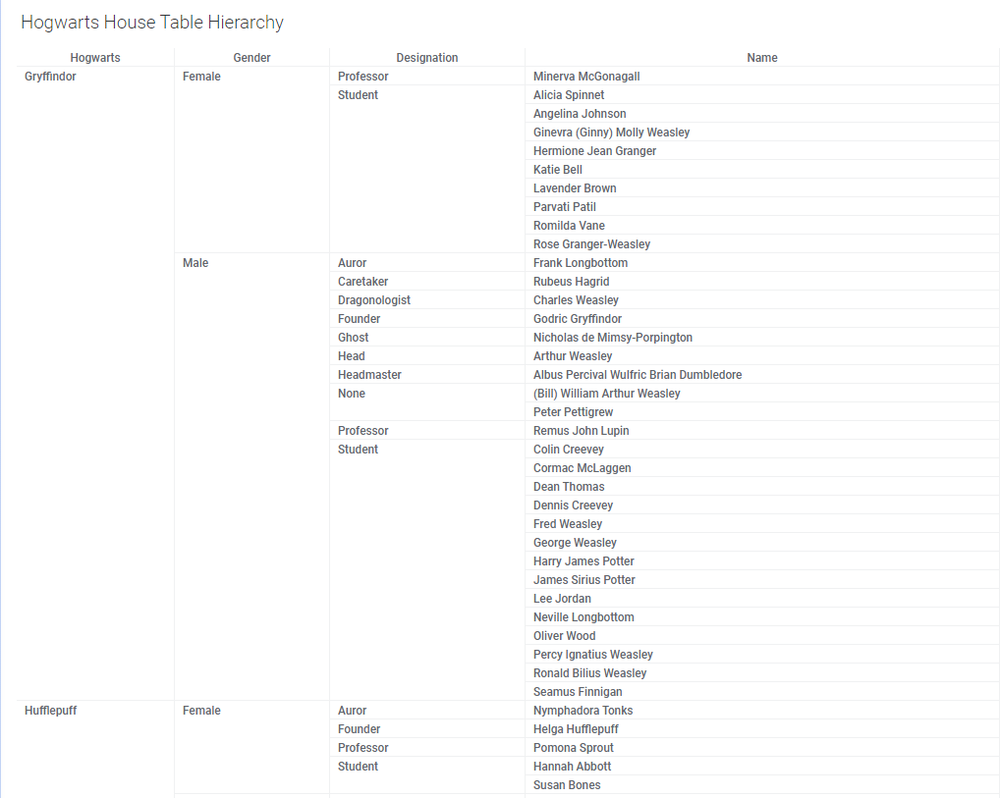 Hogwarts House Table Hierarchy
Hogwarts Gender Designation Name
Gryffindor Female Professor Minerva McGonagall
Student Alicia Spinnet
Angelina Johnson
Ginevra (Ginny) Molly Weasley
Hermione Jean Granger
Katie Bell
Lavender Brown
Parvati Patil
Romilda Vane
Rose Granger-Weasley
Male Auror Frank Longbottom
Caretaker Rubeus Hagrid
Dragonologist Charles Weasley
Founder Godric Gryffindor
Ghost Nicholas de Mimsy-Porpington
Head Arthur Weasley
Headmaster Albus Percival Wulfric Brian Dumbledore
None (Bill) William Arthur Weasley
Peter Pettigrew
Professor Remus John Lupin
Student Colin Creevey
Cormac McLaggen
Dean Thomas
Dennis Creevey
Fred Weasley
George Weasley
Harry James Potter
James Sirius Potter
Lee Jordan
Neville Longbottom
Oliver Wood
Percy Ignatius Weasley
Ronald Bilius Weasley
Seamus Finnigan
Hufflepuff Female Auror Nymphadora Tonks
Founder Helga Hufflepuff
Professor Pomona Sprout
Student Hannah Abbott
Susan Bones